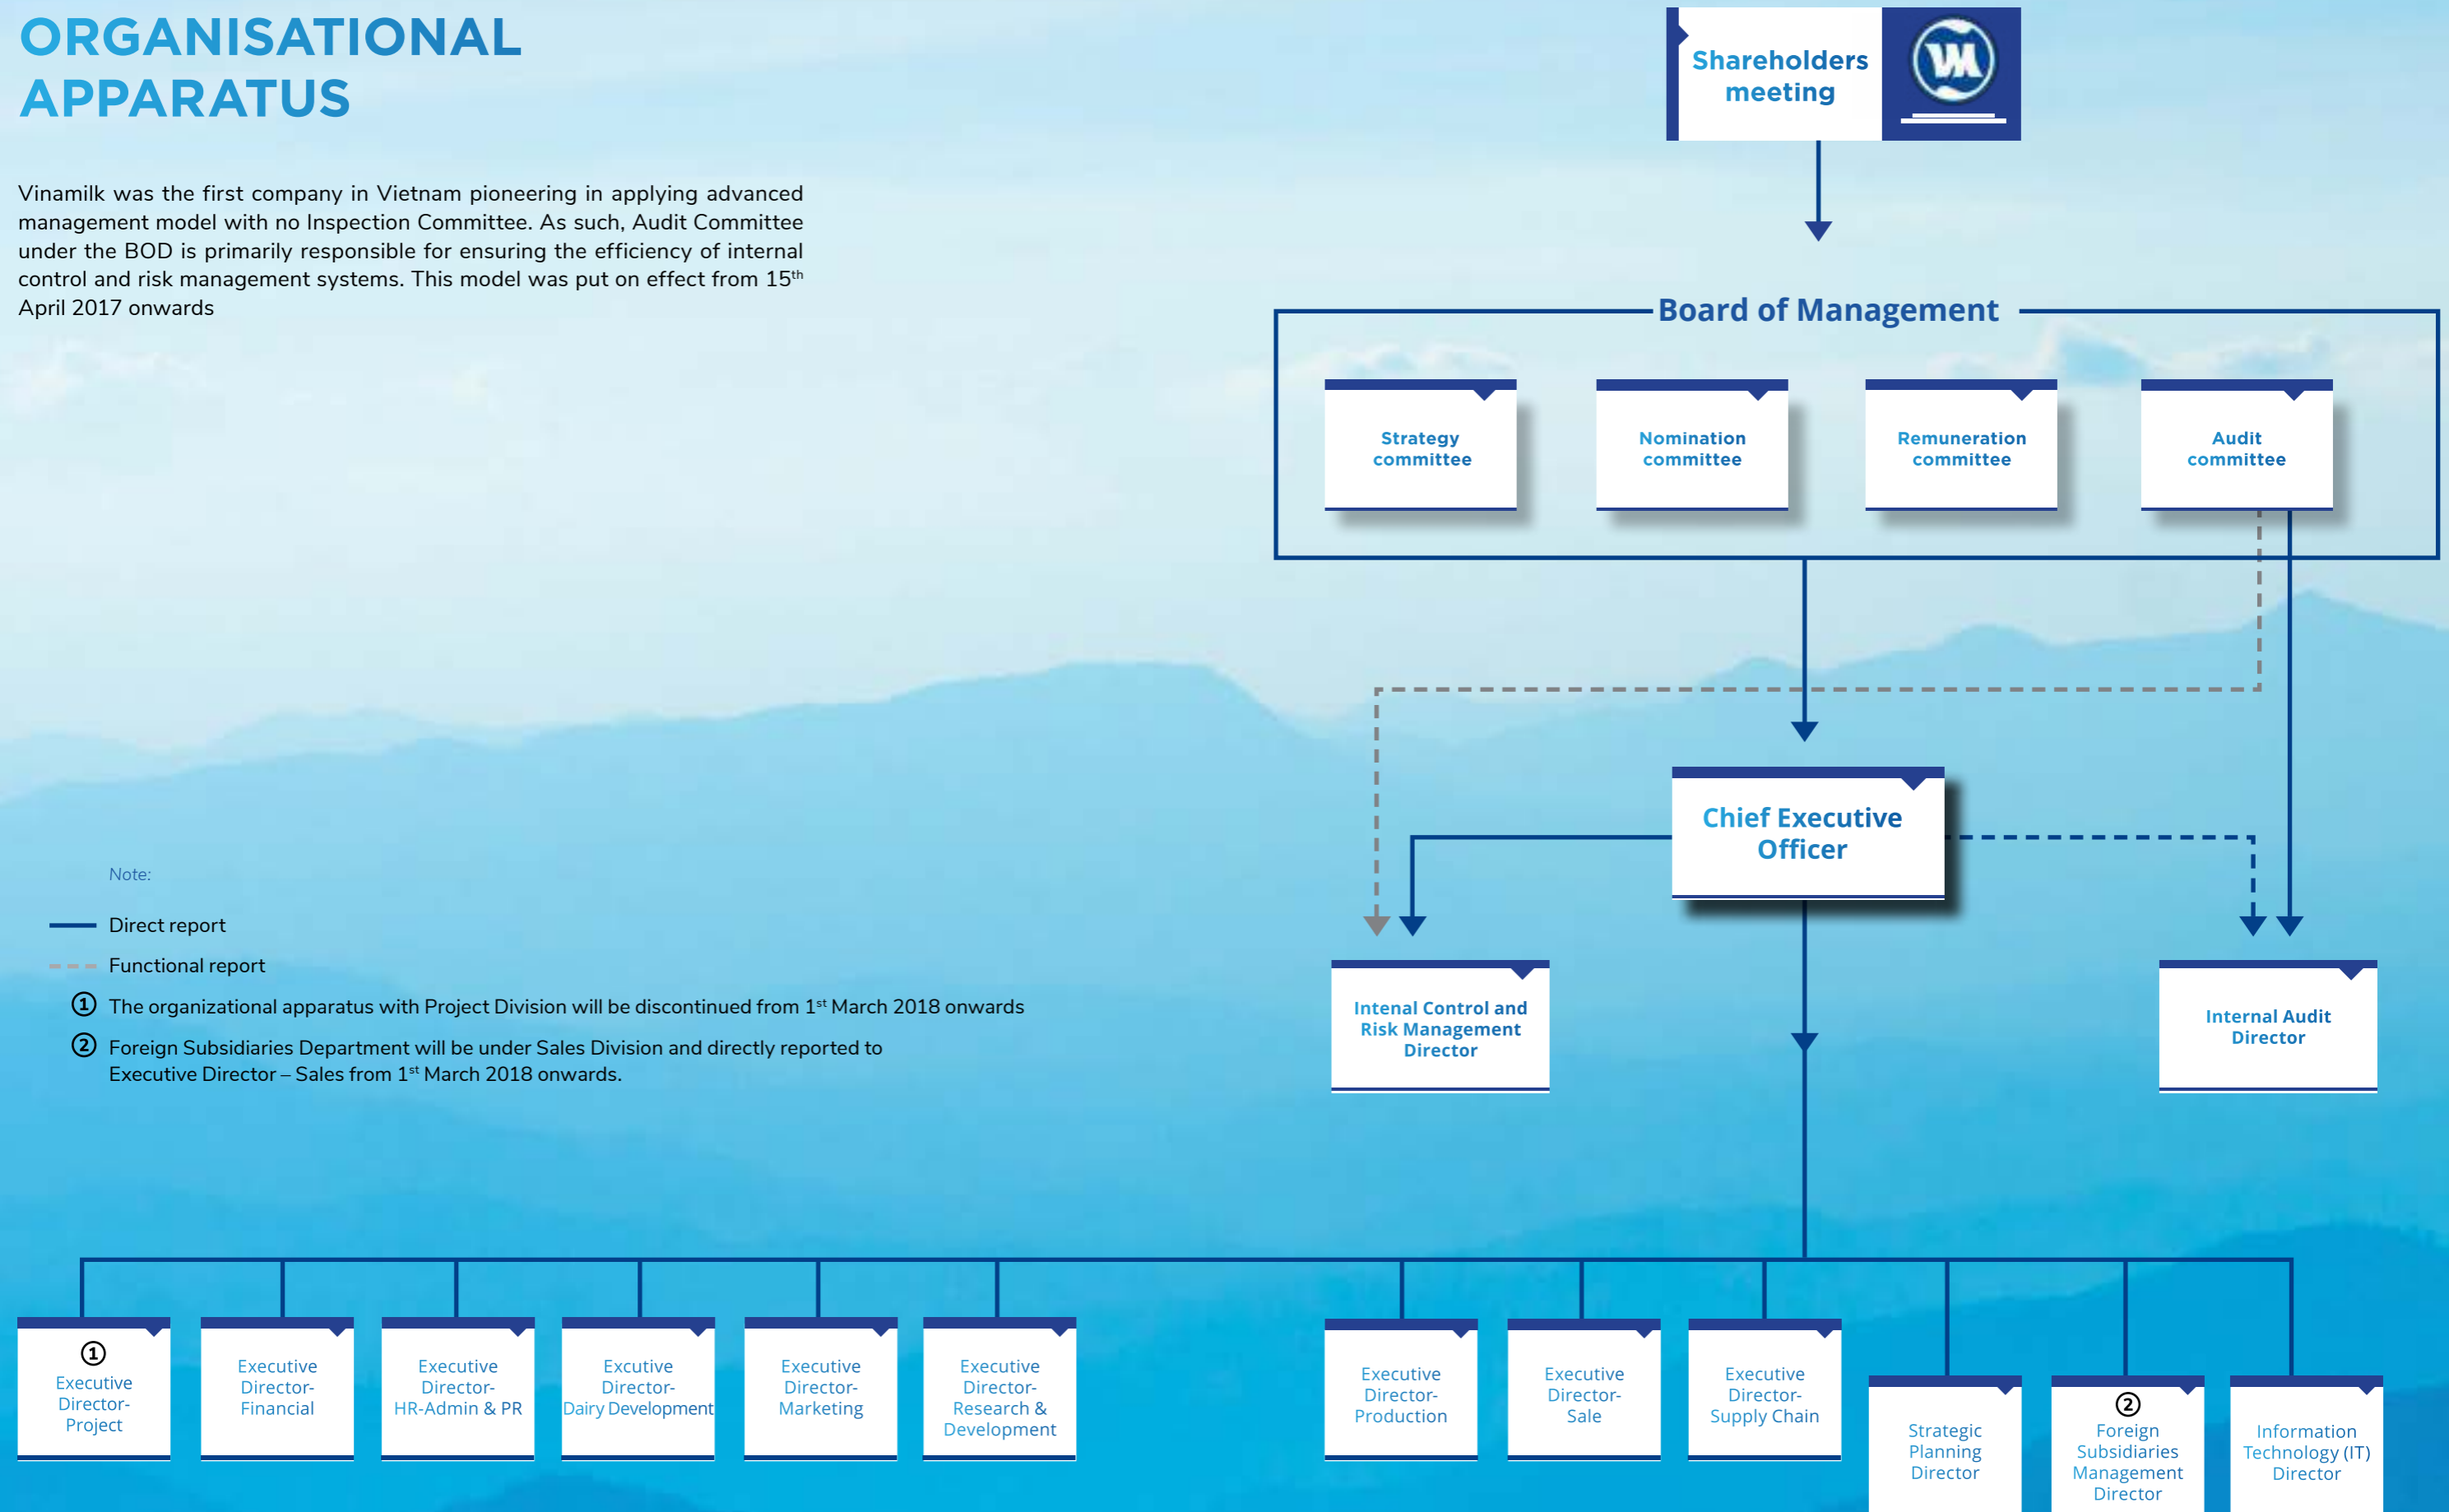 ORGANISATIONAL
APPARATUS
Vinamilk was the first company in Vietnam pioneering in applying advanced
management model with no Inspection Committee. As such, Audit Committee
under the BOD is primarily responsible for ensuring the efficiency of internal
control and risk management systems. This model was put on effect from 15th
April 2017 onwards
Shareholders
meeting
VM
Board of Management
Strategy
committee
Nomination
committee
Remuneration
committee
Audit
committee
Chief Executive
Officer
Note:
Direct report
Functional report
① The organizational apparatus with Project Division will be discontinued from 1st March 2018 onwards
② Foreign Subsidiaries Department will be under Sales Division and directly reported to
Executive Director – Sales from 1st March 2018 onwards.
Intenal Control and
Risk Management
Director
Internal Audit
Director
①
Executive
Director-
Project
Executive
Director-
Financial
Executive
Director-
HR-Admin & PR
Excutive
Director-
Dairy Development
Executive
Director-
Marketing
Executive
Director-
Research &
Development
Executive
Director-
Production
Executive
Director-
Sale
Executive
Director-
Supply Chain
Strategic
Planning
Director
②
Foreign
Subsidiaries
Management
Director
Information
Technology (IT)
Director